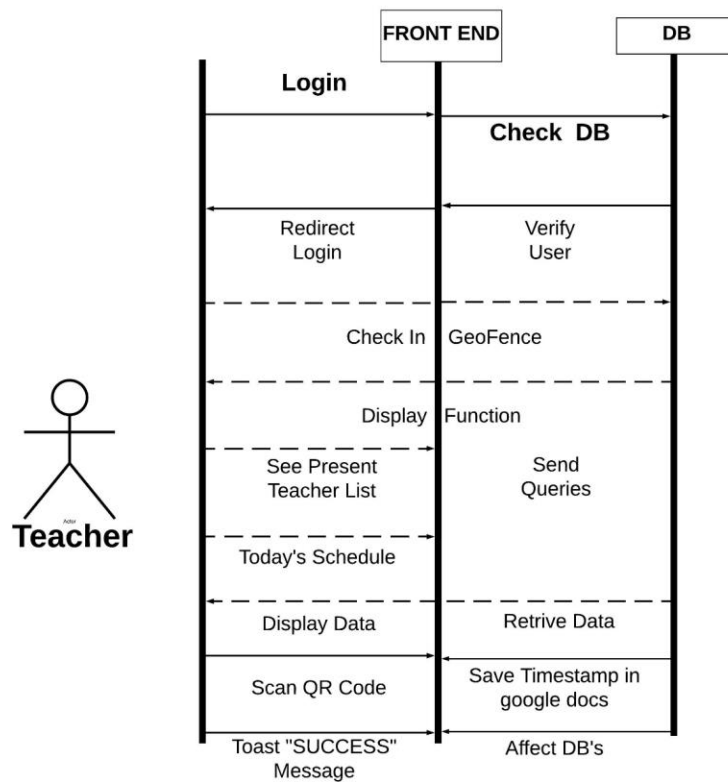 FRONT END
DB
Login
Check DB
Redirect
Login
Verify
User
Check In GeoFence
Display Function
See Present
Teacher List
Send
Queries
Actor
Teacher
Today's Schedule
Display Data
Retrive Data
Scan QR Code
Save Timestamp in
google docs
Toast "SUCCESS"
Message
Affect DB's